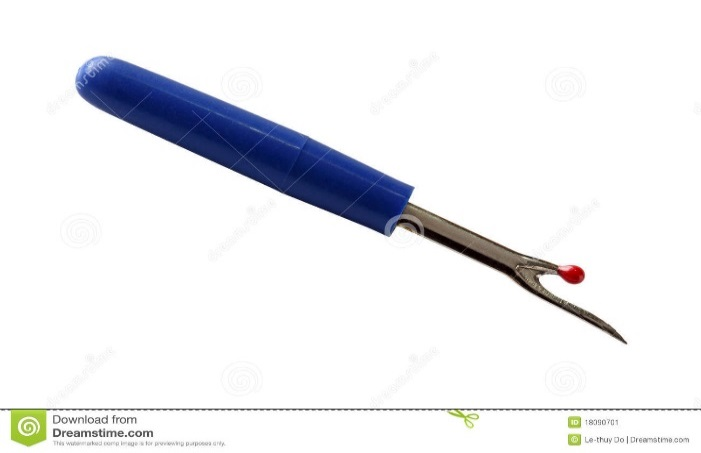 dreamstime
Download from
Dreamstime.com
This watermarked comp image is for previewing purposes only.
18090701
Le-thuy Do | Dreamstime.com